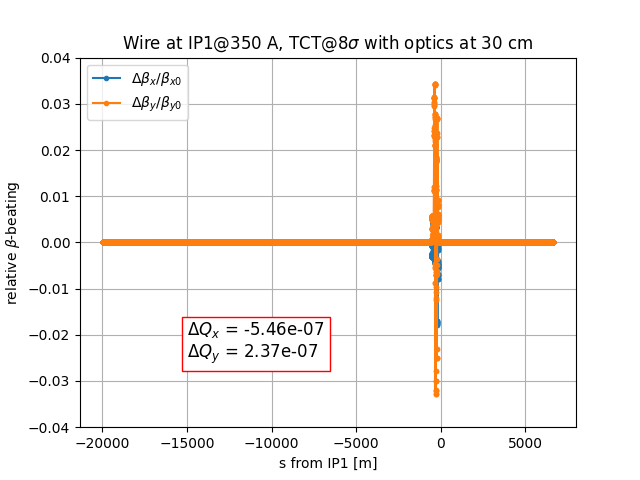 Wire at IP1@350 A, TCT@8σ with optics at 30 cm
Δβx/βx0
Δβy/βy0
0.04
0.03
0.02
0.01
0.00
−0.01
−0.02
−0.03
−0.04
relative β-beating
ΔQx = -5.46e-07
ΔQy = 2.37e-07
−20000 −15000 −10000 −5000 0 5000
s from IP1 [m]